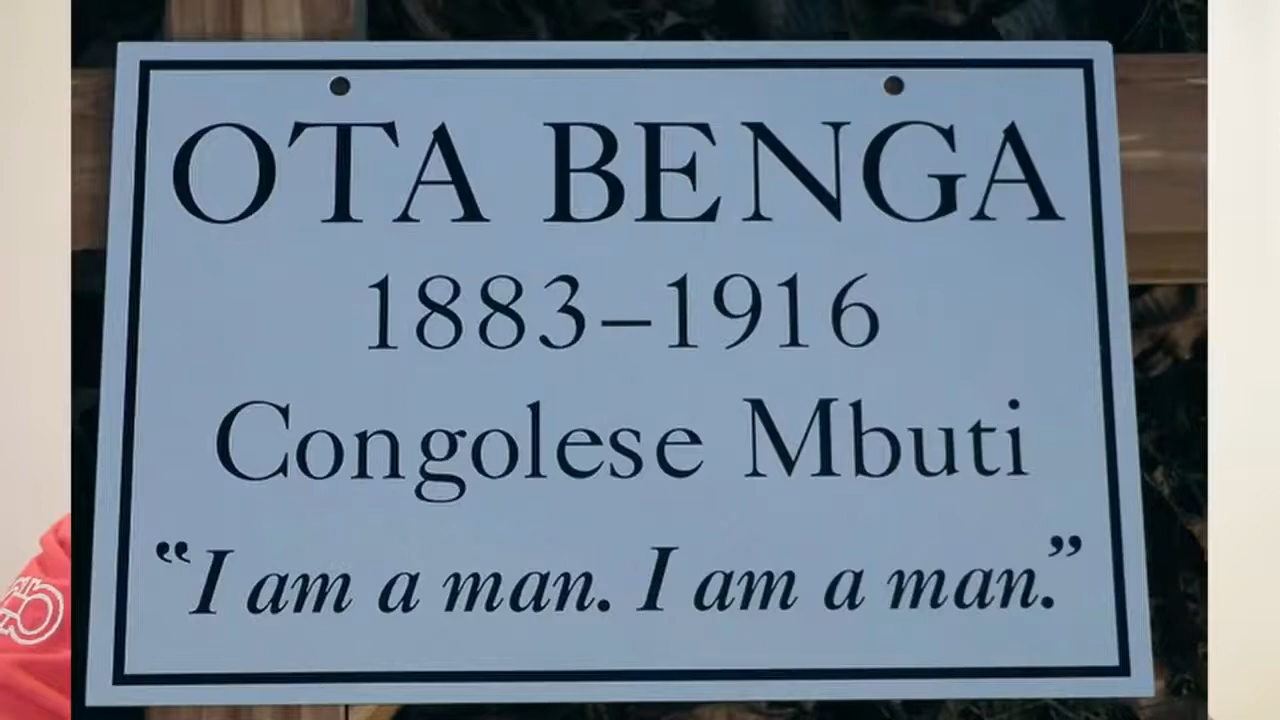 OTA BENGA
1883–1916
Congolese Mbuti
“I am a man. I am a man.”